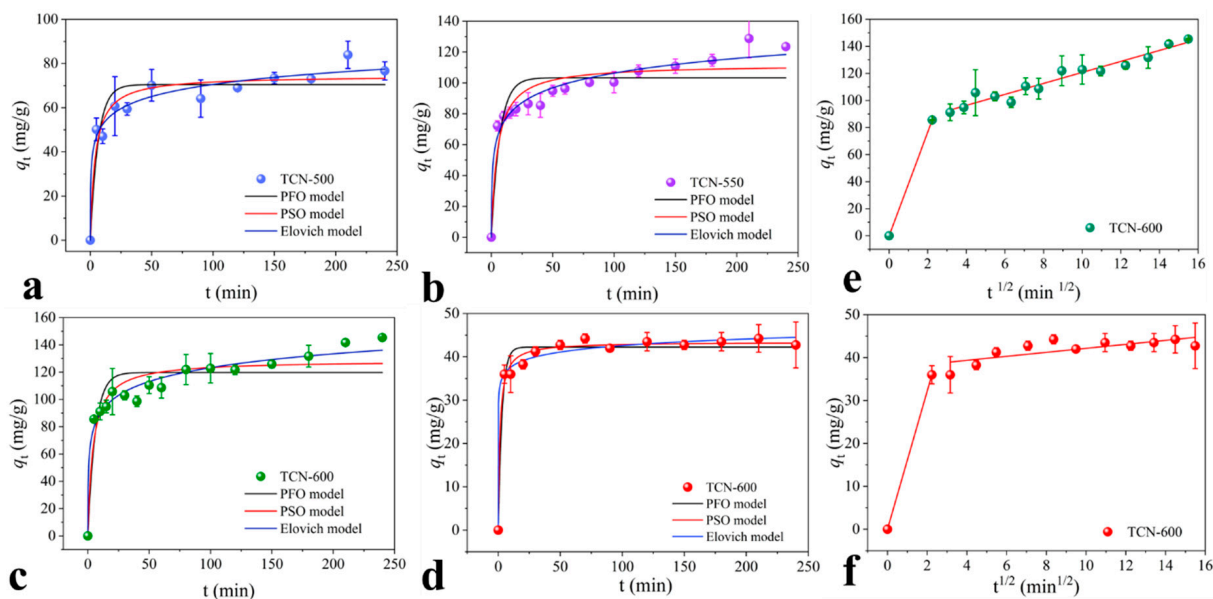 100
80
60
40
20
0
qt (mg/g)
TCN-500
PFO model
PSO model
Elovich model
0 50 100 150 200 250
t (min)
a
140
120
100
80
60
40
20
0
qt (mg/g)
TCN-550
PFO model
PSO model
Elovich model
0 50 100 150 200 250
t (min)
b
160
140
120
100
80
60
40
20
0
qt (mg/g)
TCN-600
0 2 4 6 8 10 12 14 16
t 1/2 (min 1/2)
e
160
140
120
100
80
60
40
20
0
qt (mg/g)
TCN-600
PFO model
PSO model
Elovich model
0 50 100 150 200 250
t (min)
c
50
40
30
20
10
0
qt (mg/g)
TCN-600
PFO model
PSO model
Elovich model
0 50 100 150 200 250
t (min)
d
50
40
30
20
10
0
qt (mg/g)
TCN-600
0 2 4 6 8 10 12 14 16
t1/2 (min1/2)
f